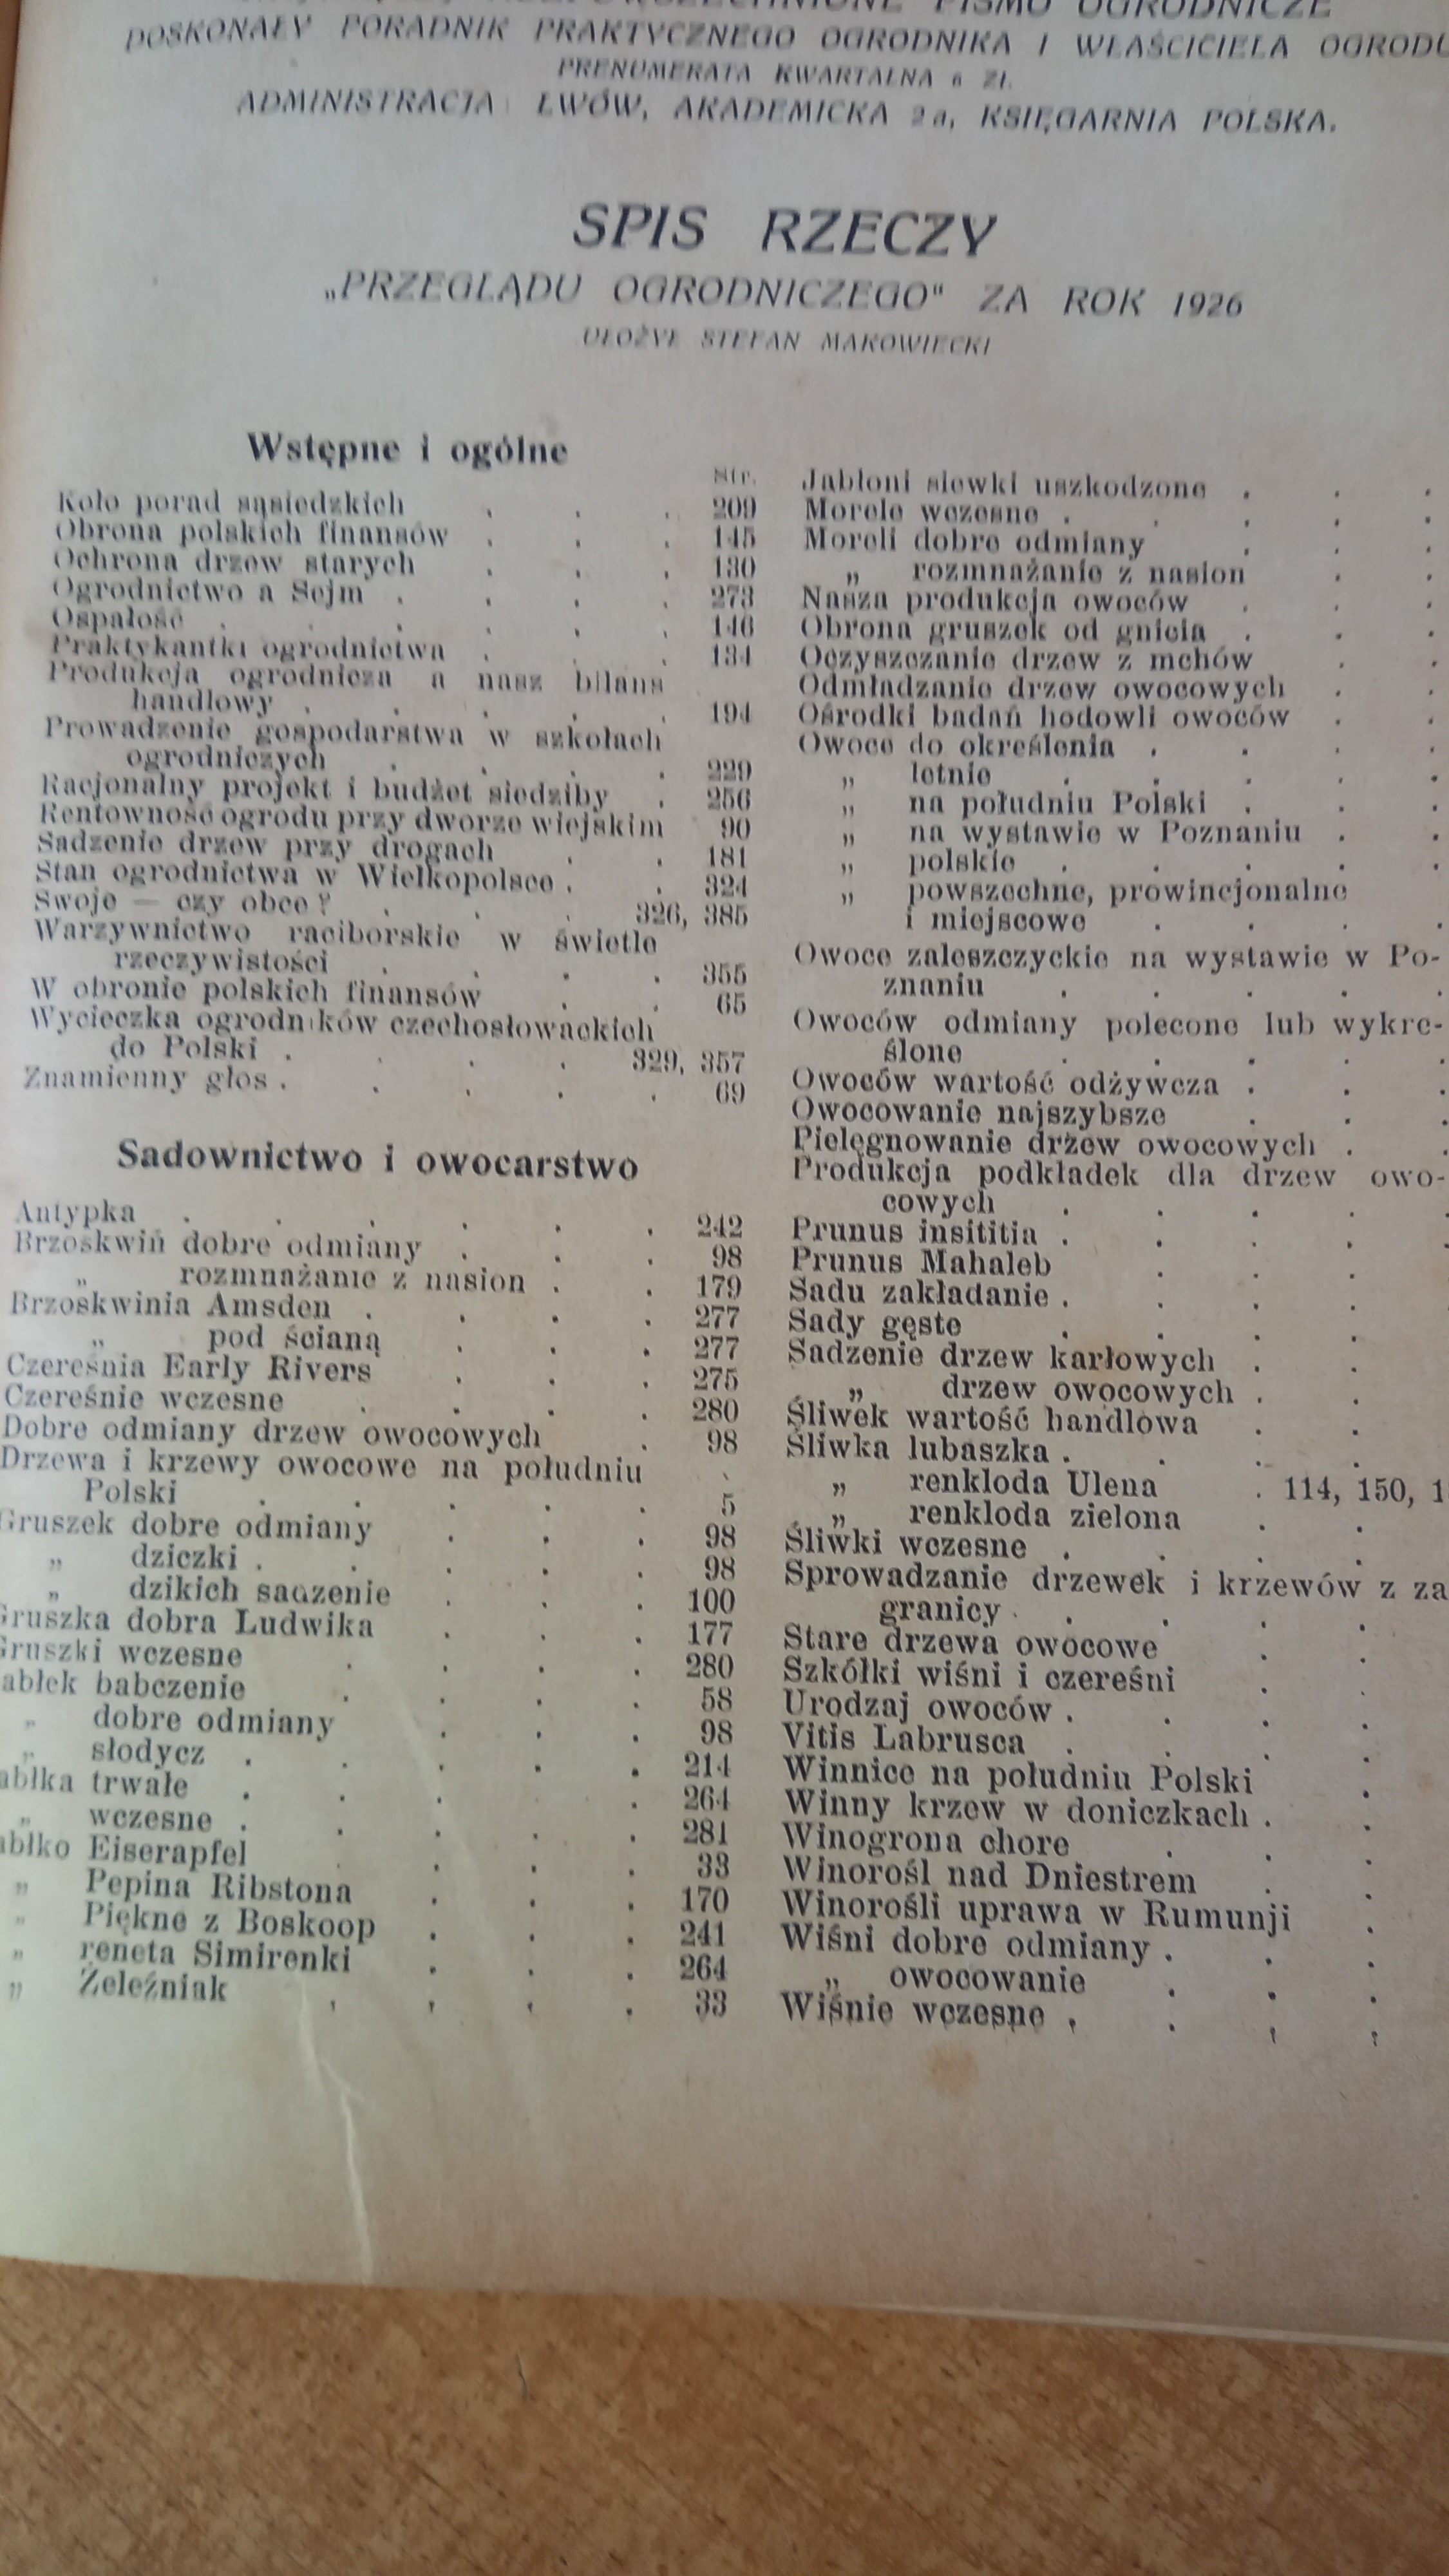 PISMO OGRODNICZE
DOSKONAŁY PORADNIK PRAKTYCZNEGO OGRODNIKA I WŁAŚCICIELA OGRODU
PRENUMERATA KWARTALNA 6 ZŁ.
ADMINISTRACJA: LWÓW, AKADEMICKA 2a, KSIĘGARNIA POLSKA.
SPIS RZECZY
„PRZEGLĄDU OGRODNICZEGO" ZA ROK 1926
UŁOŻYŁ STEFAN MAKOWIECKI
Wstępne i ogólne
Str.
Koło porad sąsiedzkich . . . 209
Obrona polskich finansów . . . 145
Ochrona drzew starych . . . 130
Ogrodnictwo a Sejm . . . . 273
Ospałość . . . . . . 146
Praktykantki ogrodnictwa . . . 134
Produkcja ogrodnicza a nasz bilans
handlowy . . . . . 194
Prowadzenie gospodarstwa w szkołach
ogrodniczych . . . . 229
Racjonalny projekt i budżet siedziby . 256
Rentowność ogrodu przy dworze wiejskim 90
Sadzenie drzew przy drogach . . 181
Stan ogrodnictwa w Wielkopolsce . . 324
Swoje — czy obce? . . . 326, 385
Warzywnictwo raciborskie w świetle
rzeczywistości . . . . 355
W obronie polskich finansów . . 65
Wycieczka ogrodników czechosłowackich
do Polski . . . . 329, 357
Znamienny głos . . . . . 69
Sadownictwo i owocarstwo
Antypka . . . . . . 242
Brzoskwiń dobre odmiany . . . 98
„ rozmnażanie z nasion . . 179
Brzoskwinia Amsden . . . . 277
„ pod ścianą . . . 277
Czereśnia Early Rivers . . . 275
Czereśnie wczesne . . . . 280
Dobre odmiany drzew owocowych . 98
Drzewa i krzewy owocowe na południu
Polski . . . . . 5
Gruszek dobre odmiany . . . 98
„ dziczki . . . . . 98
„ dzikich sadzenie . . . 100
Gruszka dobra Ludwika . . . 177
Gruszki wczesne . . . . 280
abłek babczenie . . . . 58
„ dobre odmiany . . . 98
„ słodycz . . . . . 214
abłka trwałe . . . . . 264
„ wczesne . . . . . 281
abłko Eiserapfel . . . . 33
„ Pepina Ribstona . . . 170
„ Piękne z Boskoop . . . 241
„ reneta Simirenki . . . 264
„ Żeleźniak . . . . 33
Jabłoni siewki uszkodzone . . .
Morele wczesne . . . . .
Moreli dobre odmiany . . .
„ rozmnażanie z nasion . .
Nasza produkcja owoców . . .
Obrona gruszek od gnicia . . .
Oczyszczanie drzew z mchów . .
Odmładzanie drzew owocowych . .
Ośrodki badań hodowli owoców . .
Owoce do określenia . . . .
„ letnie . . . . .
„ na południu Polski . . .
„ na wystawie w Poznaniu . .
„ polskie . . . . .
„ powszechne, prowincjonalne
i miejscowe . . . .
Owoce zaleszczyckie na wystawie w Po-
znaniu . . . . .
Owoców odmiany polecone lub wykre-
ślone . . . . .
Owoców wartość odżywcza . . .
Owocowanie najszybsze . . .
Pielęgnowanie drzew owocowych . .
Produkcja podkładek dla drzew owo-
cowych . . . . .
Prunus insititia . . . . .
Prunus Mahaleb . . .
Sadu zakładanie . . . .
Sady gęste . . . .
Sadzenie drzew karłowych . .
„ drzew owocowych . .
Śliwek wartość handlowa . .
Śliwka lubaszka . . . .
„ renkloda Ulena . 114, 150, 1
„ renkloda zielona . .
Śliwki wczesne . . . .
Sprowadzanie drzewek i krzewów z za
granicy . . . . .
Stare drzewa owocowe . .
Szkółki wiśni i czereśni . .
Urodzaj owoców . . . .
Vitis Labrusca . . . .
Winnice na południu Polski .
Winny krzew w doniczkach . .
Winogrona chore . . .
Winorośl nad Dniestrem . .
Winorośli uprawa w Rumunji .
Wiśni dobre odmiany . . .
„ owocowanie . . .
Wiśnie wczesne . . . .